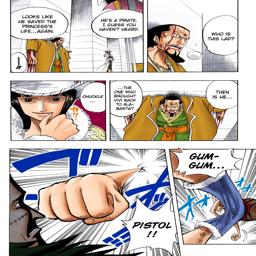 LOOKS LIKE
HE SAVED THE
PRINCESS'S
LIFE...AGAIN.
HE'S A PIRATE.
I GUESS
YOU HAVEN'T
HEARD.
WHO IS
THIS LAD?
!!
CHUCKLE
...
THE ONE
WHO
BROUGHT
VIVI BACK
TO ALA-
BASTA?
THEN
IS HE...
GUM-
GUM...
PISTOL
!!